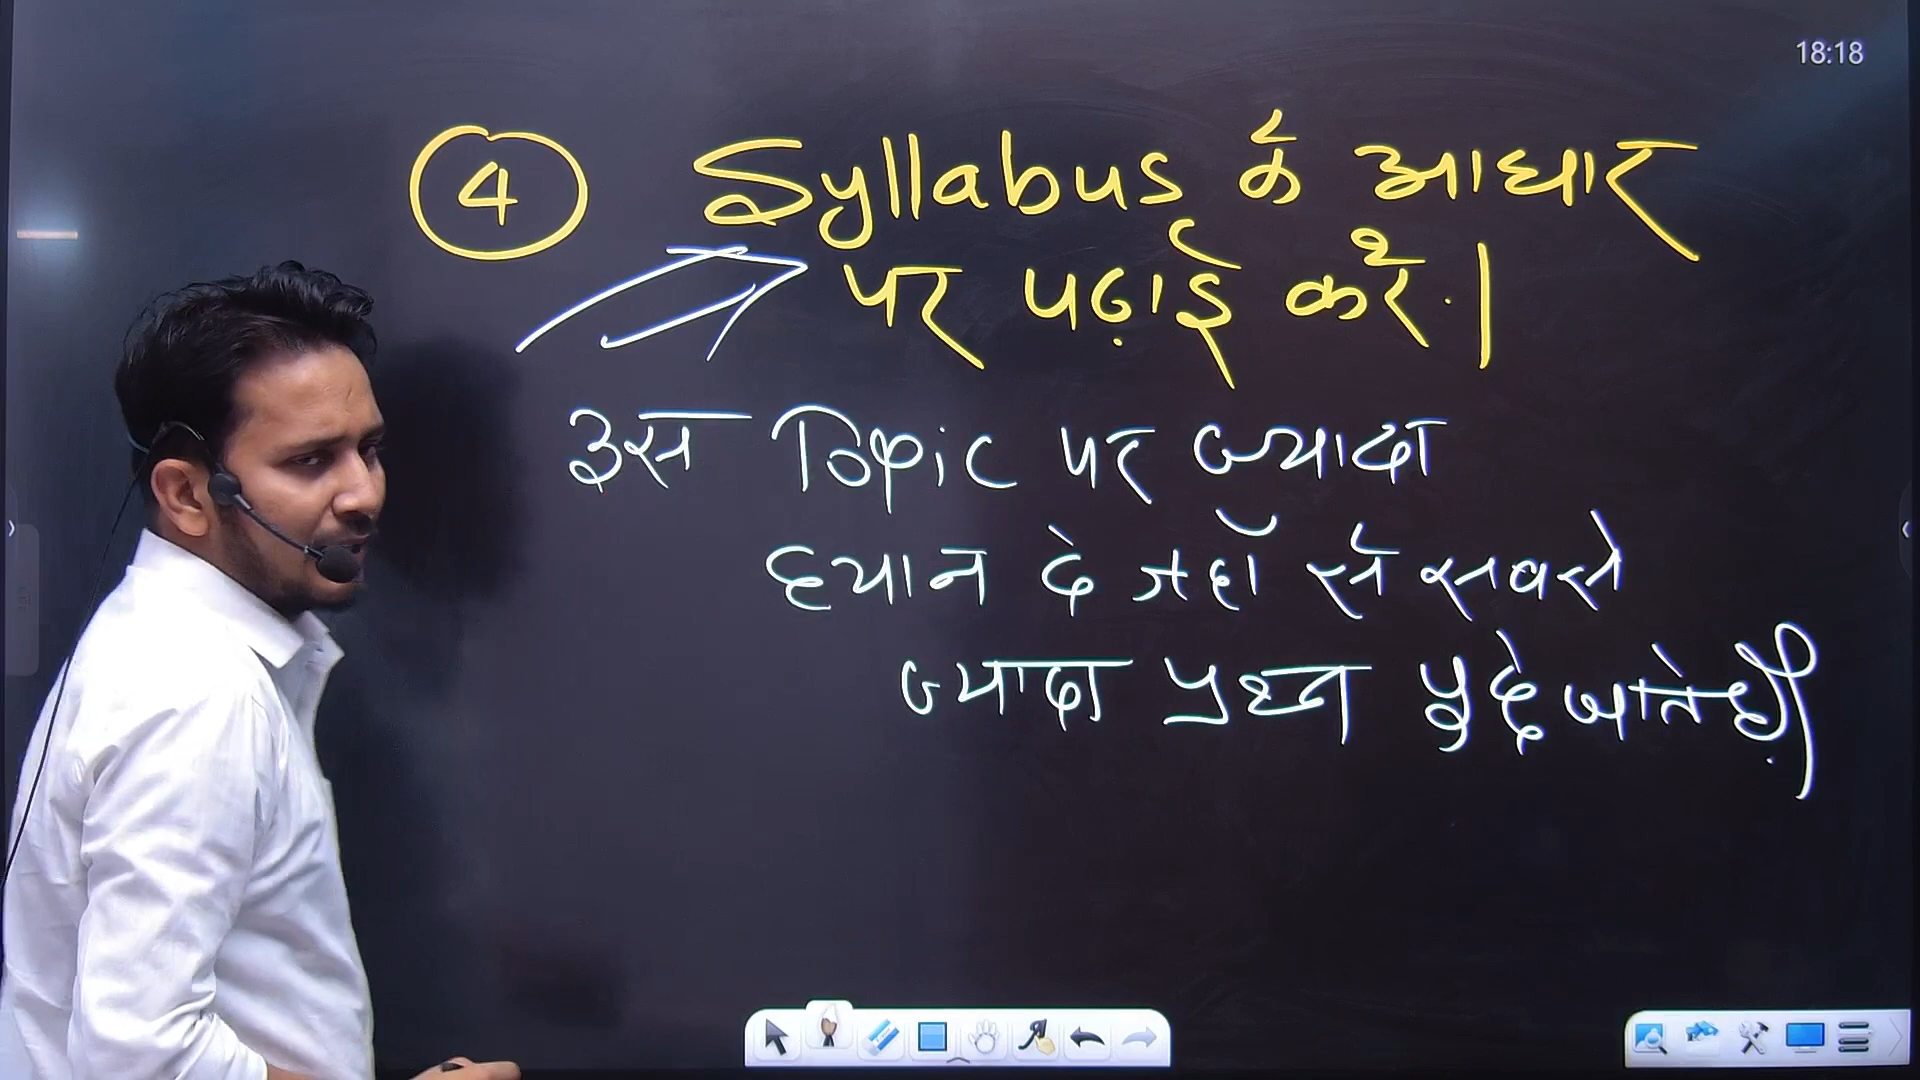 18:18
④ Syllabus के आधार
पर पढ़ाई करें।
उस Topic पर ज्यादा
ध्यान दे जहाँ से सबसे
ज्यादा प्रश्न पुछे जाते है।